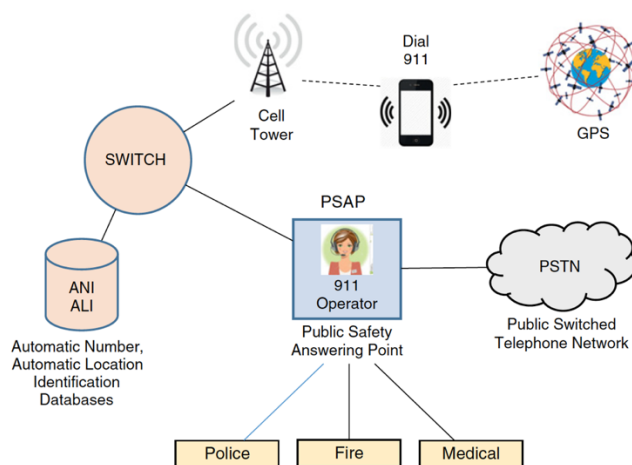 Dial
911
Cell
Tower
GPS
SWITCH
PSAP
911
Operator
PSTN
ANI
ALI
Public Safety
Answering Point
Public Switched
Telephone Network
Automatic Number,
Automatic Location
Identification
Databases
Police
Fire
Medical